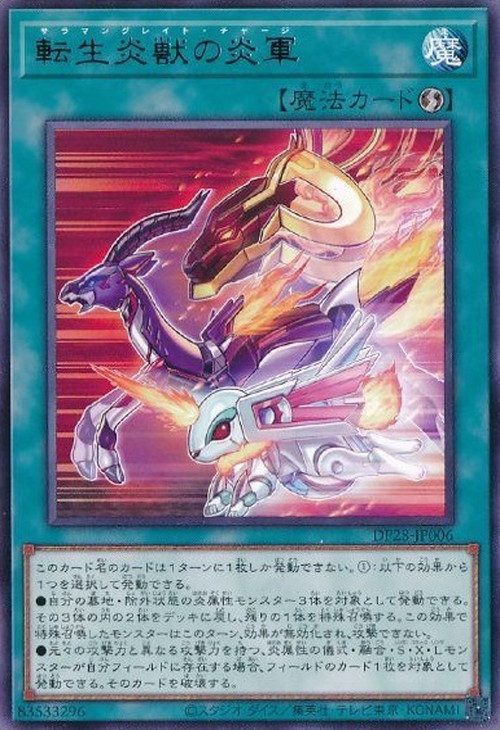 サラマングレイト・チャージ
転生炎獣の炎軍
魔
【魔法カード】
DP28-JP006
このカード名のカードは1ターンに1枚しか発動できない。①:以下の効果から
1つを選択して発動できる。
●自分の墓地・除外状態の炎属性モンスター3体を対象として発動できる。
その3体の内の2体をデッキに戻し、残りの1体を特殊召喚する。この効果で
特殊召喚したモンスターはこのターン、効果が無効化され、攻撃できない。
●元々の攻撃力と異なる攻撃力を持つ、炎属性の儀式・融合・S・X・Lモン
スターが自分フィールドに存在する場合、フィールドのカード1枚を対象として
発動できる。そのカードを破壊する。
83533296
©スタジオ・ダイス/集英社・テレビ東京・KONAMI